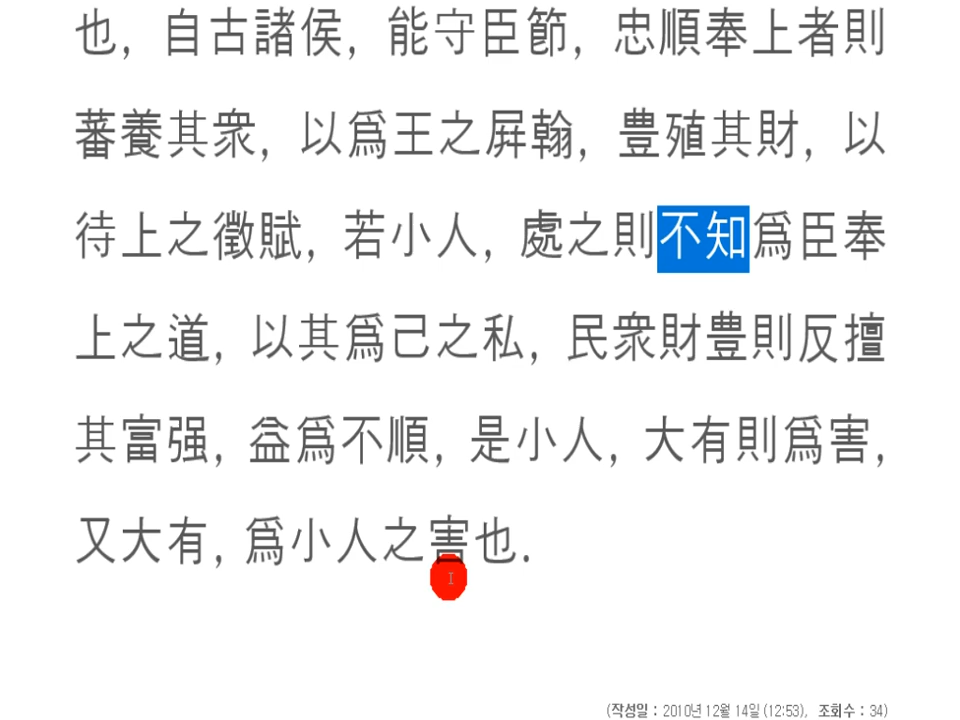 也, 自古諸侯, 能守臣節, 忠順奉上者則
蕃養其衆, 以爲王之屛翰, 豊殖其財, 以
待上之徵賦, 若小人, 處之則不知爲臣奉
上之道, 以其爲己之私, 民衆財豊則反擅
其富强, 益爲不順, 是小人, 大有則爲害,
又大有, 爲小人之害也.
(작성일 : 2010년 12월 14일 (12:53), 조회수 : 34)